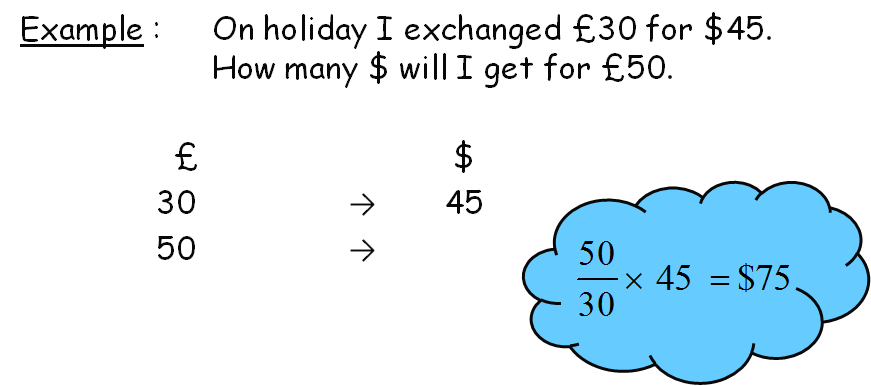 Example : On holiday I exchanged £30 for $45.
How many $ will I get for £50.
£ $
30 → 45
50 →
50/30 × 45 = $75